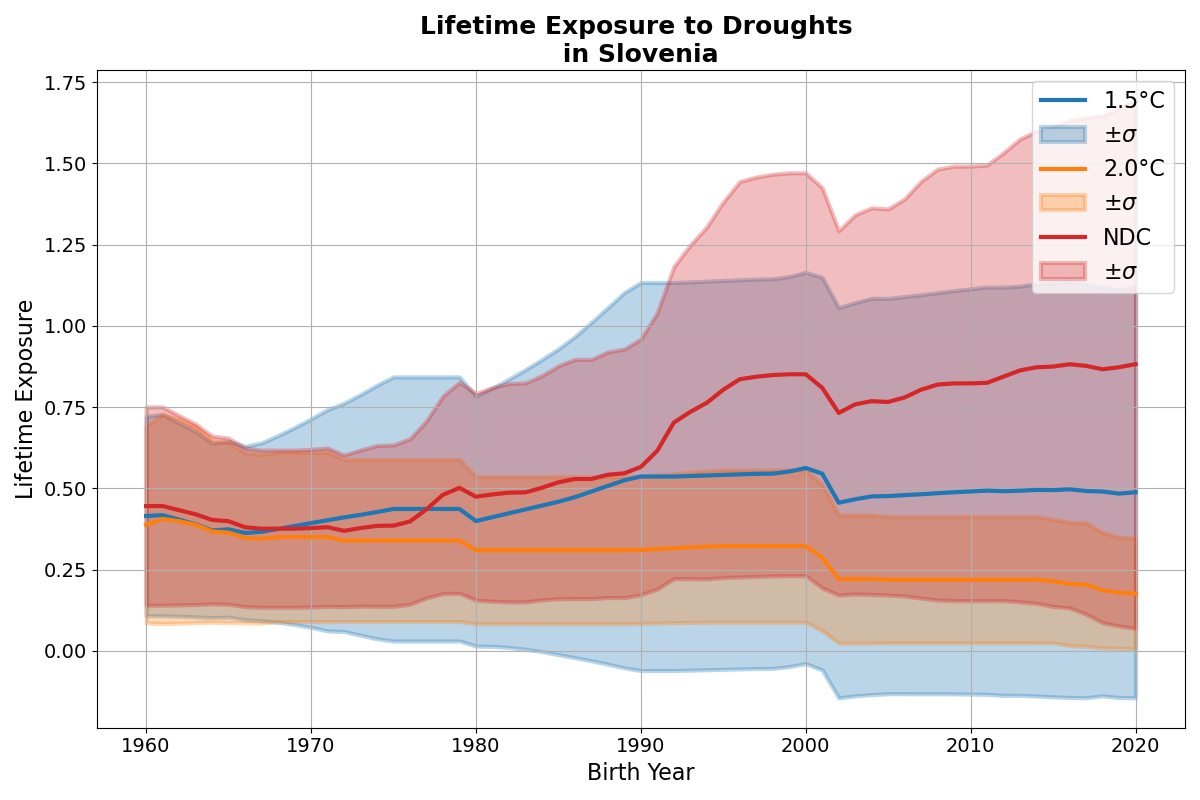 Lifetime Exposure to Droughts
in Slovenia
1.75
1.50
1.25
1.00
0.75
0.50
0.25
0.00
Lifetime Exposure
1960
1970
1980
1990
2000
2010
2020
Birth Year
1.5°C
±σ
2.0°C
±σ
NDC
±σ